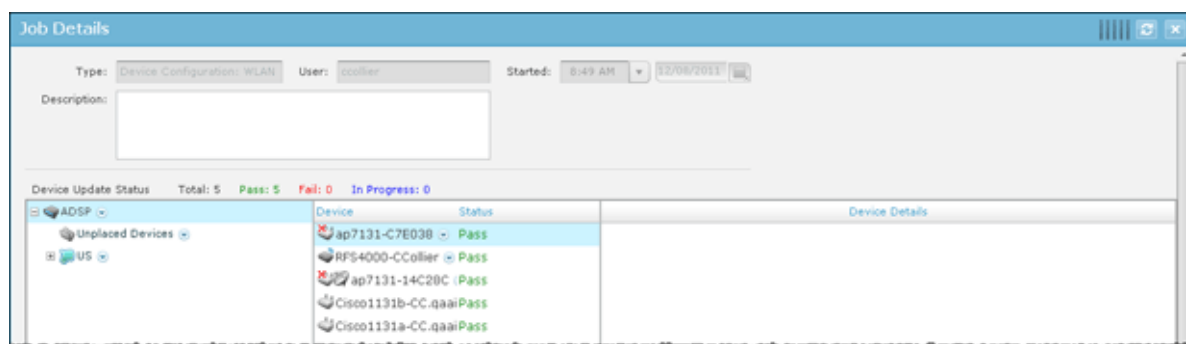 Job Details
Type: Device Configuration: WLAN User: ccollier Started: 8:49 AM 12/08/2011
Description:
Device Update Status Total: 5 Pass: 5 Fail: 0 In Progress: 0
ADSP
Unplaced Devices
US
Device Status
ap7131-C7E038 Pass
RFS4000-CCollier Pass
ap7131-14C28C Pass
Cisco1131b-CC.qaai Pass
Cisco1131a-CC.qaai Pass
Device Details